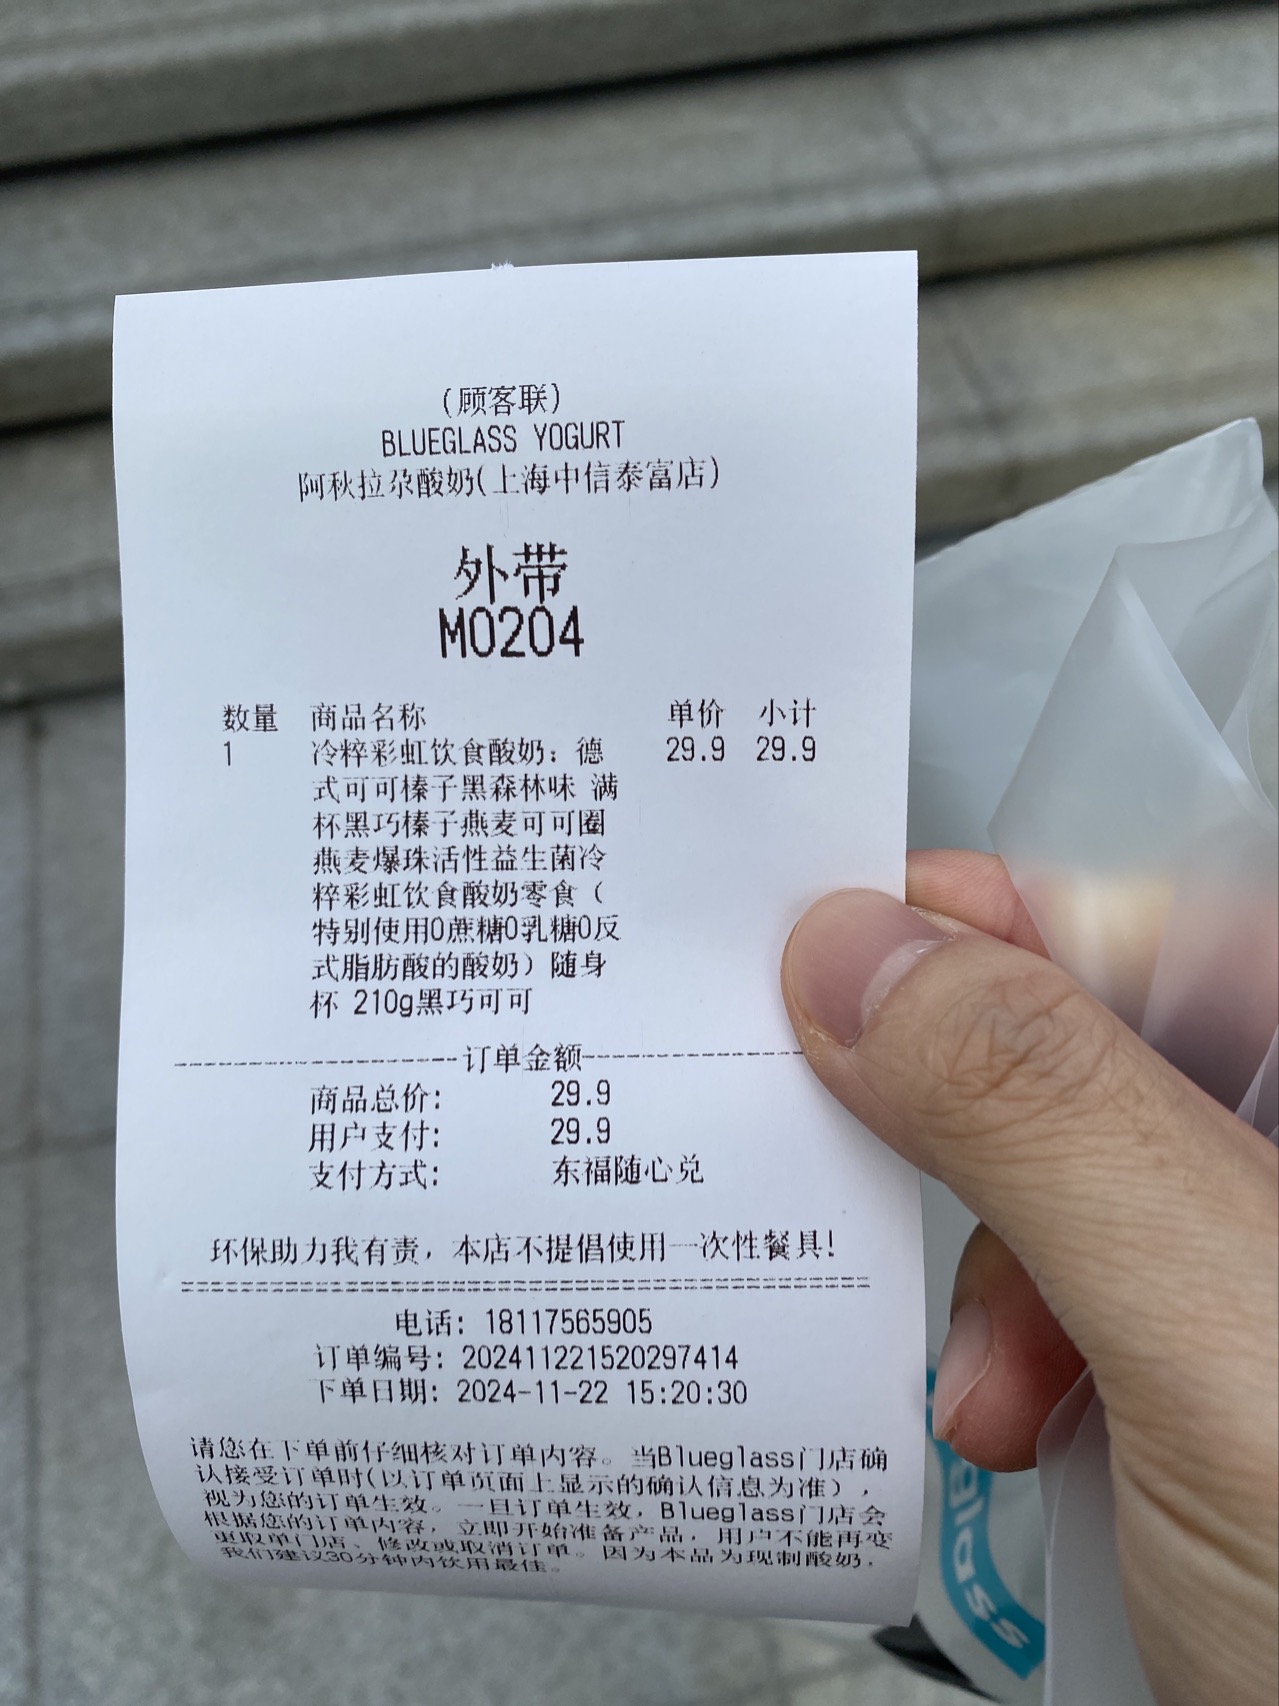 (顾客联)
BLUEGLASS YOGURT
阿秋拉尕酸奶(上海中信泰富店)
外带
M0204
数量 商品名称 单价 小计
1 冷粹彩虹饮食酸奶：德 29.9 29.9
式可可榛子黑森林味 满
杯黑巧榛子燕麦可可圈
燕麦爆珠活性益生菌冷
粹彩虹饮食酸奶零食（
特别使用0蔗糖0乳糖0反
式脂肪酸的酸奶）随身
杯 210g黑巧可可
订单金额
商品总价: 29.9
用户支付: 29.9
支付方式: 东福随心兑
环保助力我有责，本店不提倡使用一次性餐具!
电话: 18117565905
订单编号: 202411221520297414
下单日期: 2024-11-22 15:20:30
请您在下单前仔细核对订单内容。当Blueglass门店确
认接受订单时(以订单页面上显示的确认信息为准)，
视为您的订单生效。一旦订单生效，Blueglass门店会
根据您的订单内容，立即开始准备产品，用户不能再变
更取单门店、修改或取消订单。因为本品为现制酸奶，
我们建议30分钟内饮用最佳。
glass